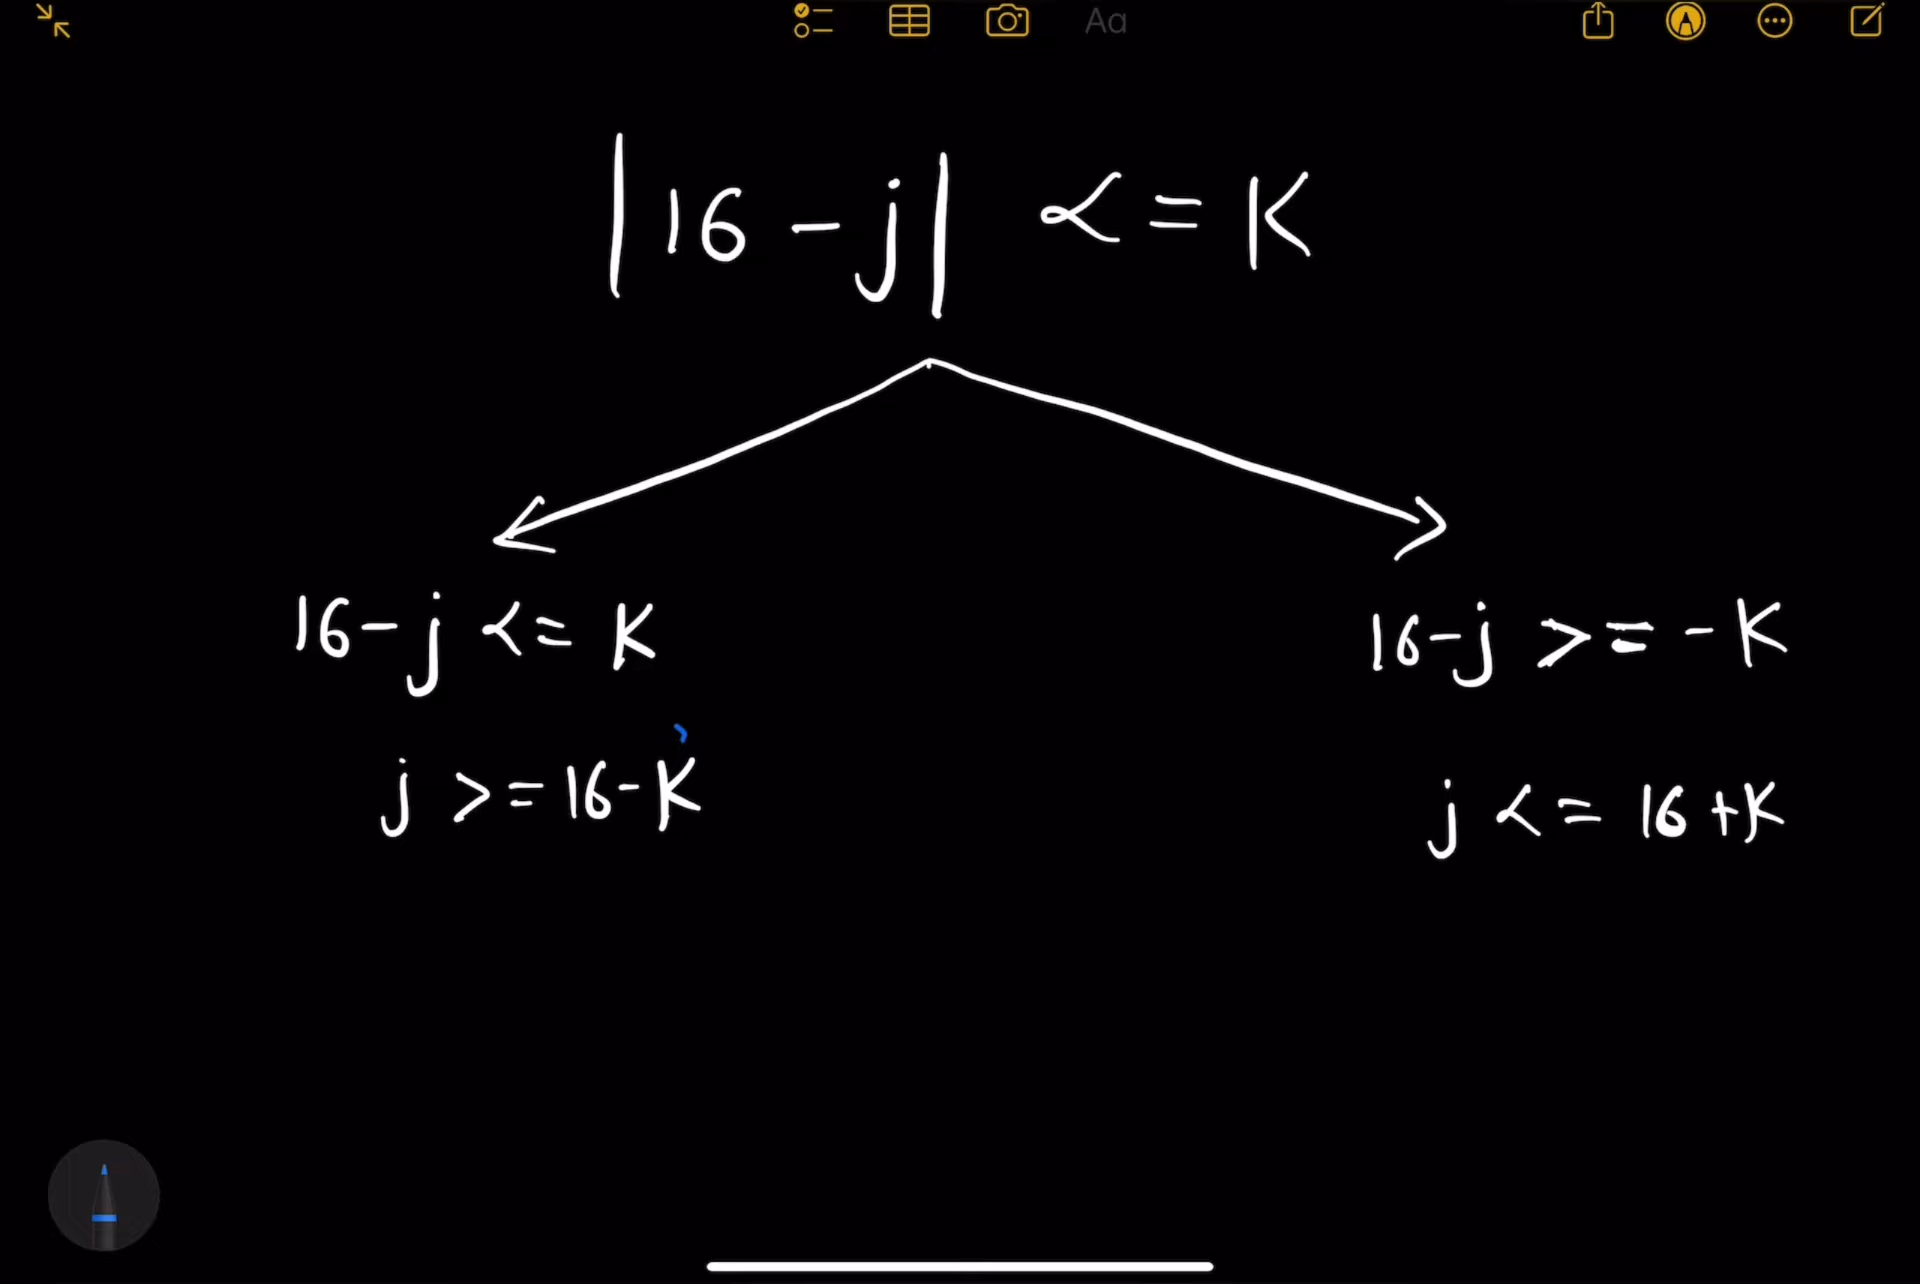 Aa
|16-j| <= K
16-j <= K
16-j >= -K
j >= 16-K
j <= 16+K